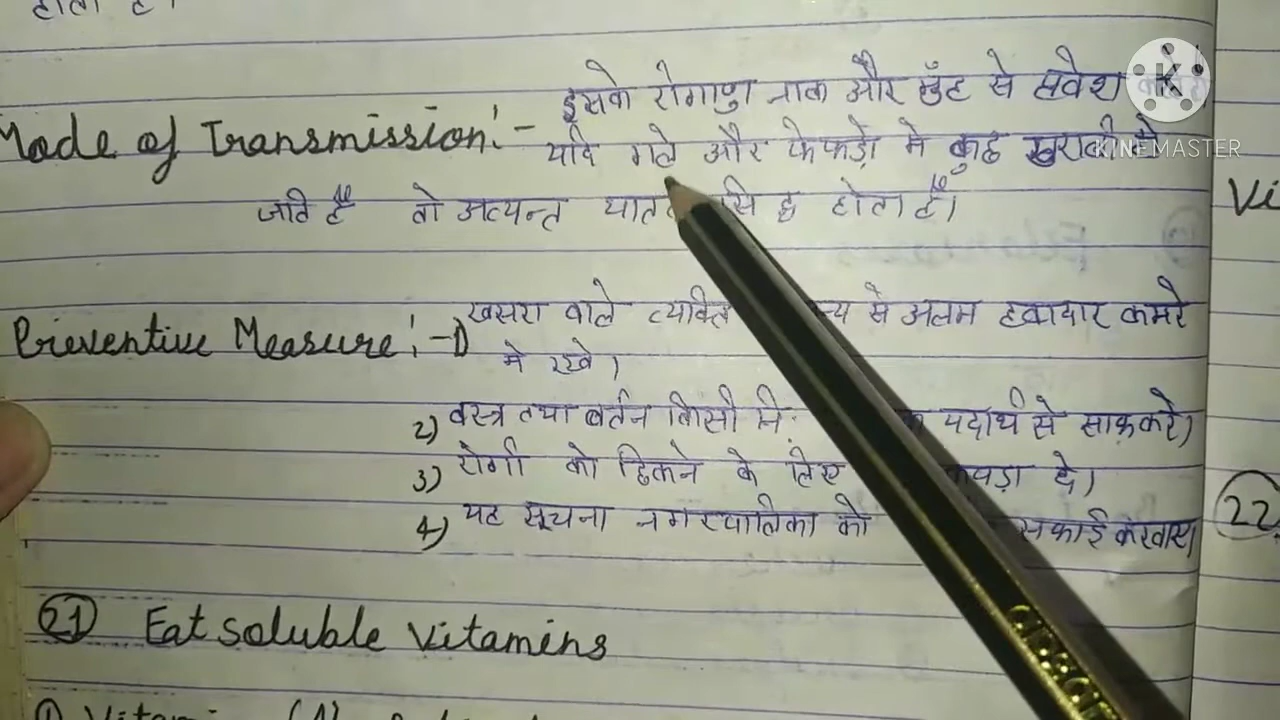 होता है।
इसके रोगाणु नाक और मुँह से प्रवेश
Mode of Transmission:- यदि गले और फेफड़ो मे कुछ खराबी हो
KINEMASTER
जाति है तो अत्यन्त सिद्ध होता है।
Vi
खसरा वाले व्यक्ति से अलग हवादार कमरे
Preventive Measure:- 1)
मे रखे।
2) वस्त्र तथा बर्तन किसी पदार्थ से साफ़ करे।
3) रोगी को ढिकने के लिए कपड़ा दे।
4) यह सूचना नगरपालिका को सफाई करवाए
22
21 Fat soluble Vitamins